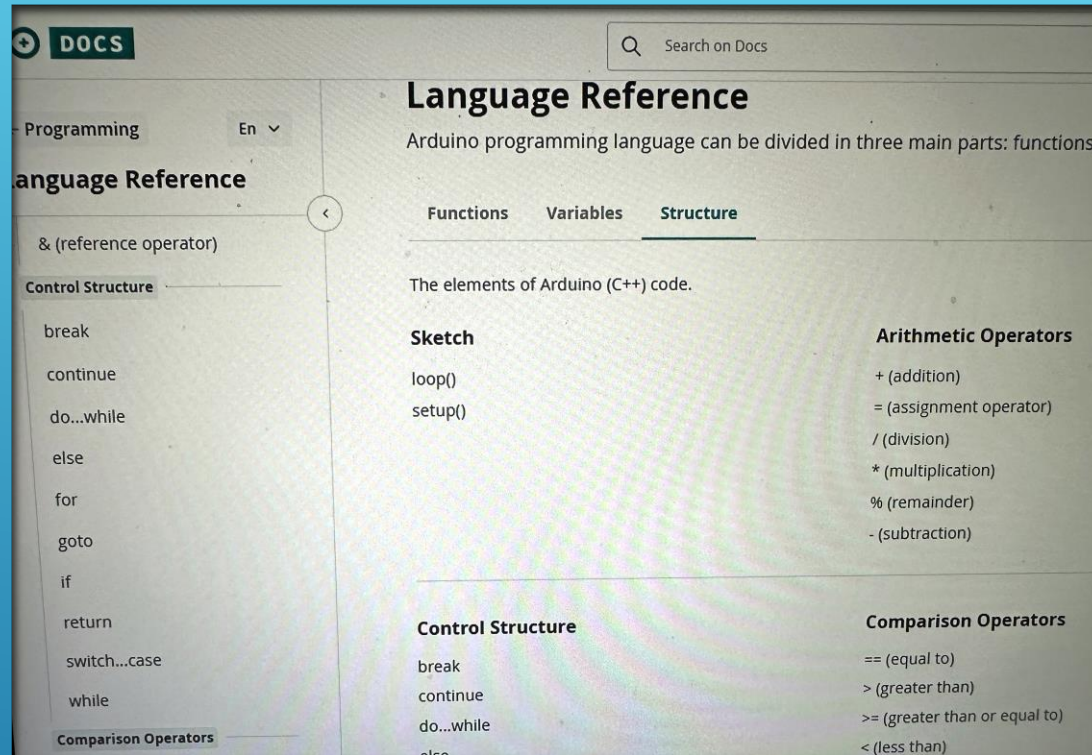 DOCS
Search on Docs
Programming
En
Language Reference
& (reference operator)
Control Structure
break
continue
do...while
else
for
goto
if
return
switch...case
while
Comparison Operators
Language Reference
Arduino programming language can be divided in three main parts: functions
Functions Variables Structure
The elements of Arduino (C++) code.
Sketch
loop()
setup()
Arithmetic Operators
+ (addition)
= (assignment operator)
/ (division)
* (multiplication)
% (remainder)
- (subtraction)
Control Structure
break
continue
do...while
else
Comparison Operators
== (equal to)
> (greater than)
>= (greater than or equal to)
< (less than)